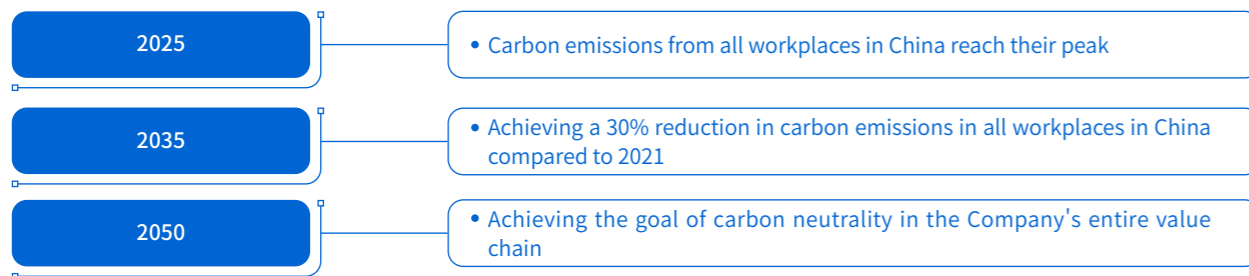 2025
• Carbon emissions from all workplaces in China reach their peak
2035
• Achieving a 30% reduction in carbon emissions in all workplaces in China
compared to 2021
2050
• Achieving the goal of carbon neutrality in the Company's entire value
chain